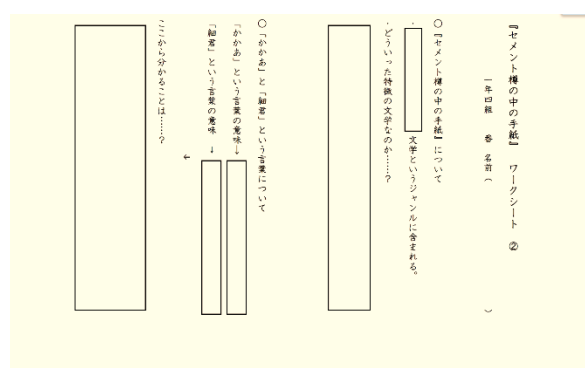 『セメント樽の中の手紙』 ワークシート ②
一年四組 番 名前（ ）
〇『セメント樽の中の手紙』について
・ 文学というジャンルに含まれる。
・どういった特徴の文学なのか……？
〇「かかあ」と「細君」という言葉について
「かかあ」という言葉の意味→
「細君」という言葉の意味 →
↓
ここから分かることは……？